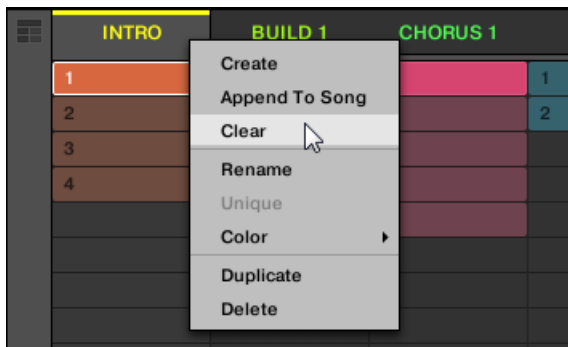 INTRO BUILD 1 CHORUS 1
1 1
2 2
3
4
Create
Append To Song
Clear
Rename
Unique
Color
Duplicate
Delete